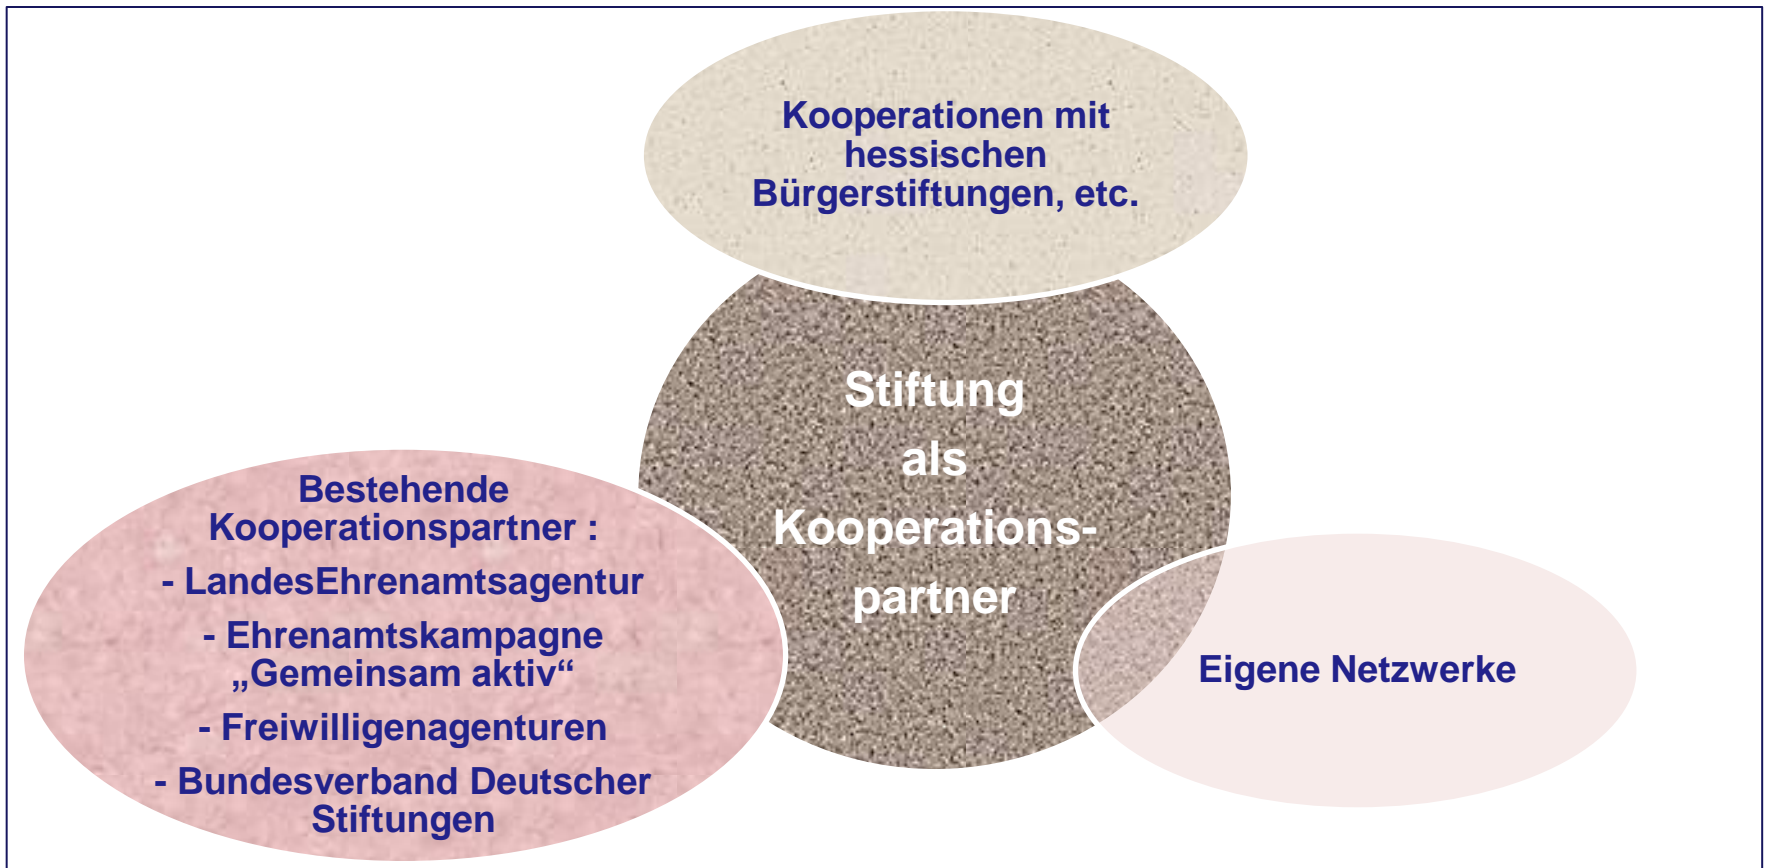 Kooperationen mit
hessischen
Bürgerstiftungen, etc.
Stiftung
als
Kooperations-
partner
Bestehende
Kooperationspartner :
- LandesEhrenamtsagentur
- Ehrenamtskampagne
„Gemeinsam aktiv“
- Freiwilligenagenturen
- Bundesverband Deutscher
Stiftungen
Eigene Netzwerke